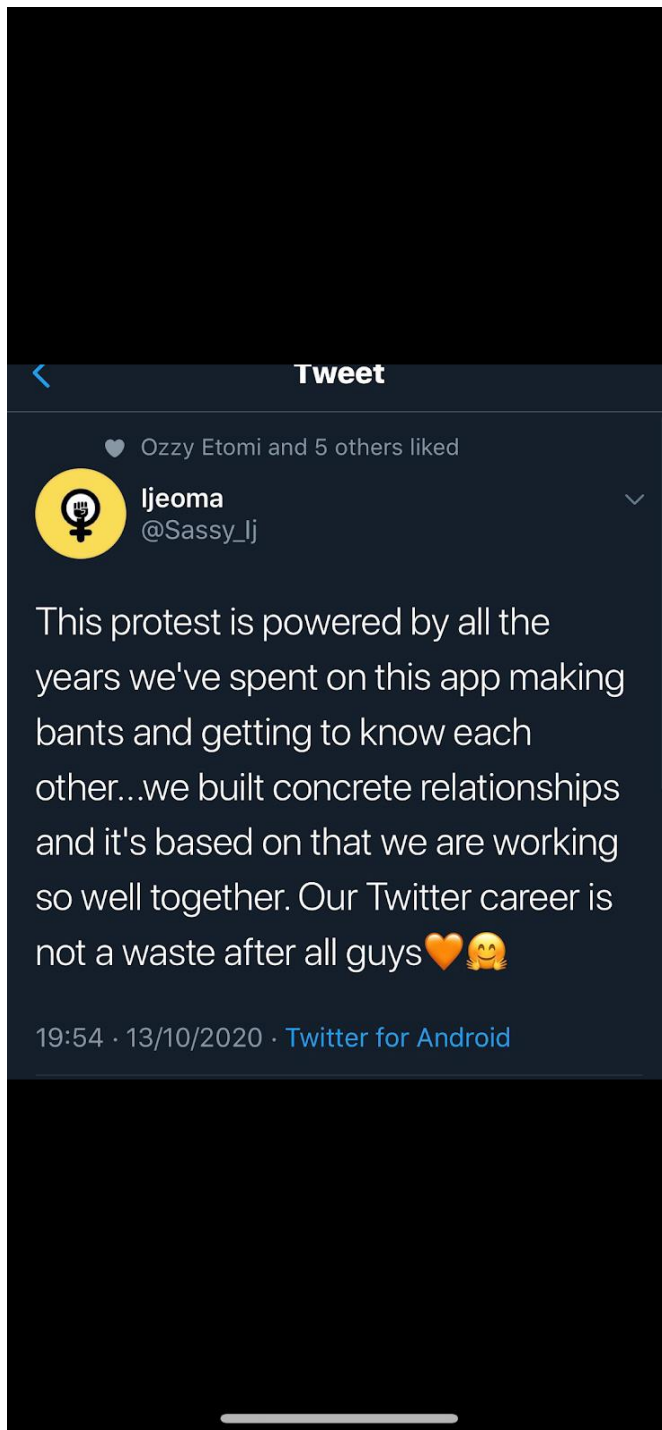 Tweet
Ozzy Etomi and 5 others liked
Ijeoma
@Sassy_Ij
This protest is powered by all the
years we've spent on this app making
bants and getting to know each
other...we built concrete relationships
and it's based on that we are working
so well together. Our Twitter career is
not a waste after all guys🧡🤗
19:54 · 13/10/2020 · Twitter for Android